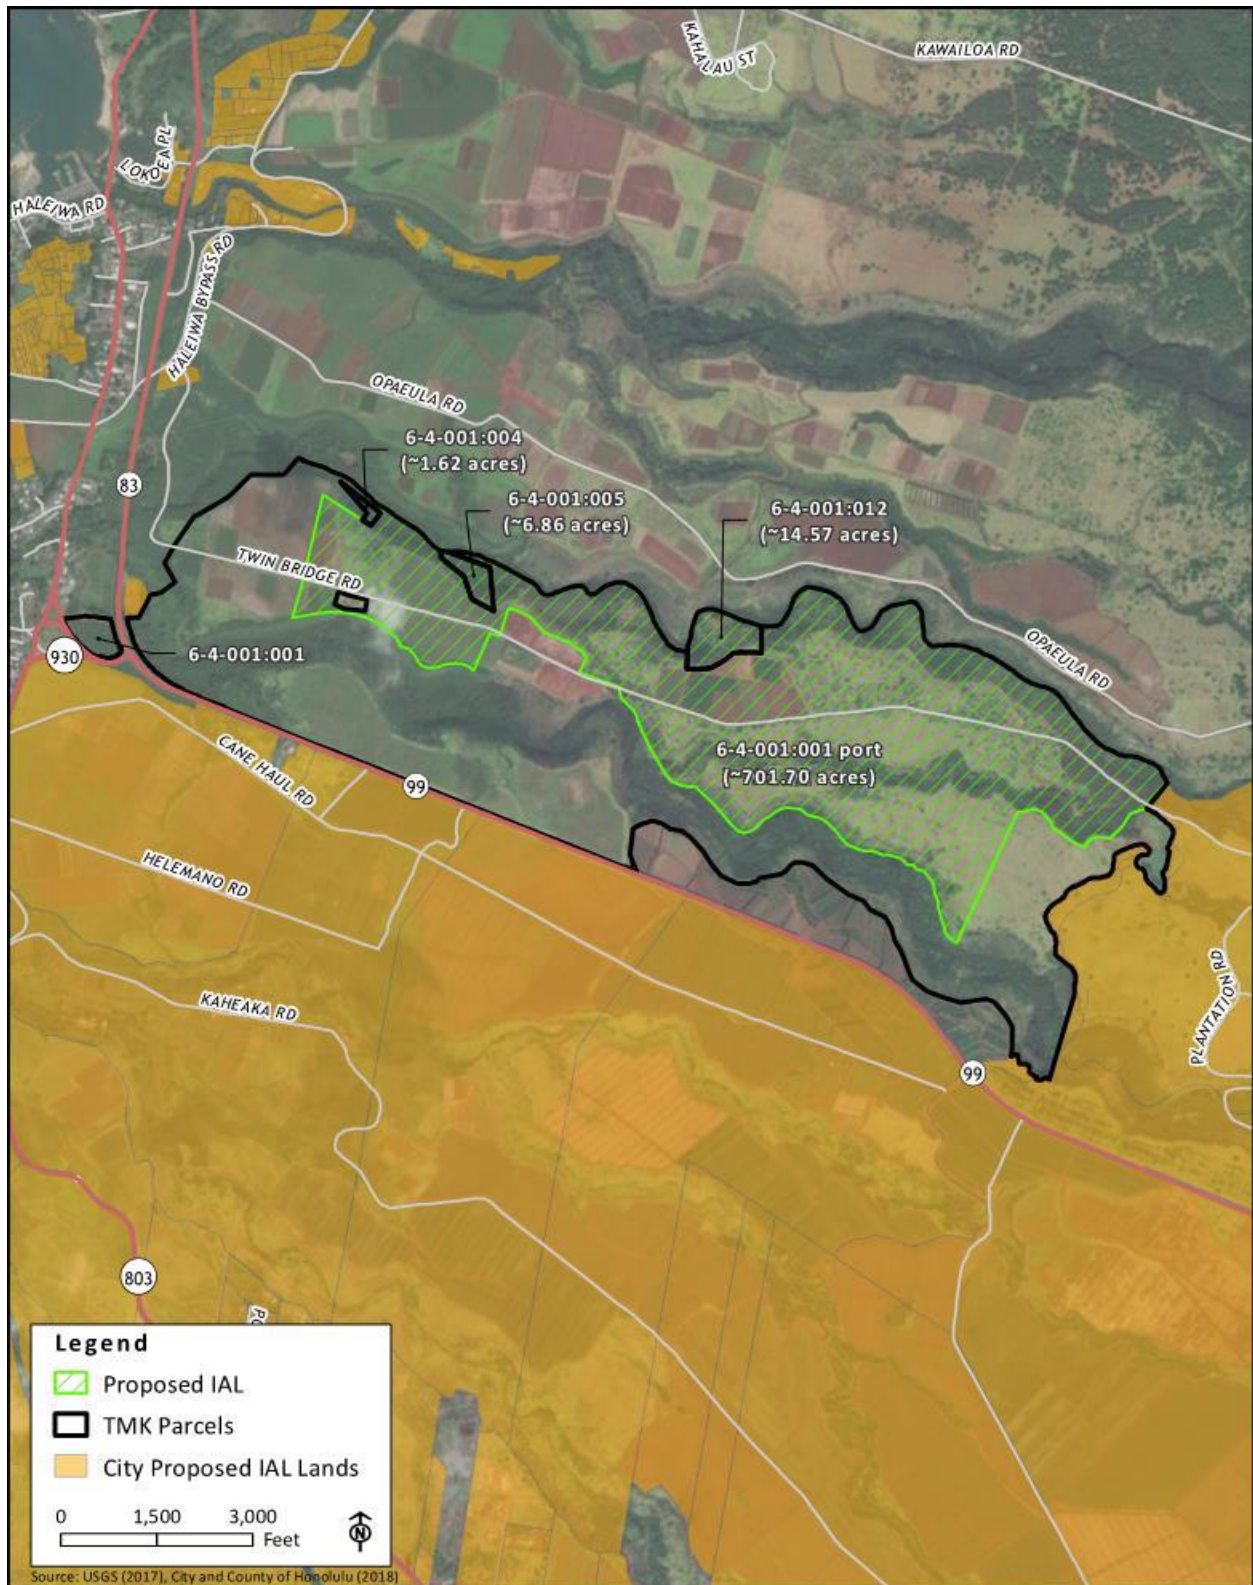 KAHALAU ST
KAWAILOA RD
LOKOEA PL
HALEIWA RD
HALEIWA BYPASS RD
OPAEULA RD
6-4-001:004
(~1.62 acres)
83
6-4-001:005
(~6.86 acres)
6-4-001:012
(~14.57 acres)
TWIN BRIDGE RD
930
6-4-001:001
OPAEULA RD
6-4-001:001 port
(~701.70 acres)
CANE HAUL RD
99
HELEMANO RD
KAHEAKA RD
PLANTATION RD
99
803
Legend
Proposed IAL
TMK Parcels
City Proposed IAL Lands
0 1,500 3,000
Feet
N
Source: USGS (2017), City and County of Honolulu (2018)